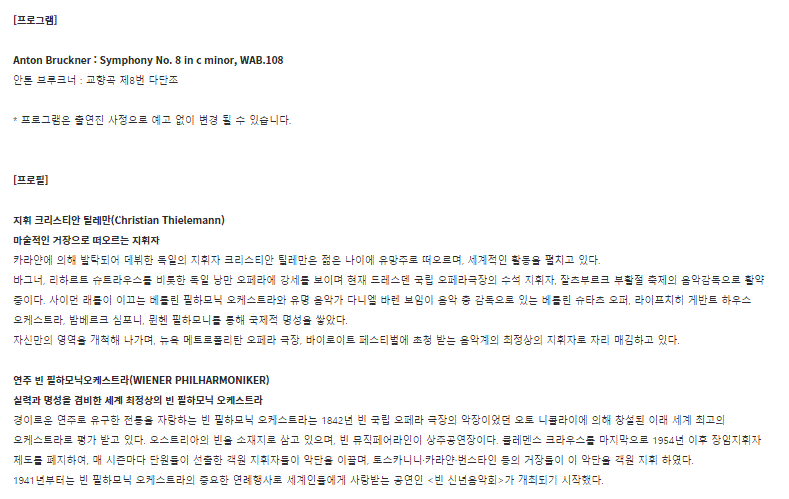 [프로그램]
Anton Bruckner : Symphony No. 8 in c minor, WAB.108
안톤 브루크너 : 교향곡 제8번 다단조
* 프로그램은 출연진 사정으로 예고 없이 변경 될 수 있습니다.
[프로필]
지휘 크리스티안 틸레만(Christian Thielemann)
마술적인 거장으로 떠오르는 지휘자
카라얀에 의해 발탁되어 데뷔한 독일의 지휘자 크리스티안 틸레만은 젊은 나이에 유망주로 떠오르며, 세계적인 활동을 펼치고 있다.
바그너, 리하르트 슈트라우스를 비롯한 독일 낭만 오페라에 강세를 보이며 현재 드레스덴 국립 오페라극장의 수석 지휘자, 잘츠부르크 부활절 축제의 음악감독으로 활약
중이다. 사이먼 래틀이 이끄는 베를린 필하모닉 오케스트라와 유명 음악가 다니엘 바렌 보임이 음악 중 감독으로 있는 베를린 슈타츠 오퍼, 라이프치히 게반트 하우스
오케스트라, 밤베르크 심포니, 뮌헨 필하모니를 통해 국제적 명성을 쌓았다.
자신만의 영역을 개척해 나가며, 뉴욕 메트로폴리탄 오페라 극장, 바이로이트 페스티벌에 초청 받는 음악계의 최정상의 지휘자로 자리 매김하고 있다.
연주 빈 필하모닉오케스트라(WIENER PHILHARMONIKER)
실력과 명성을 겸비한 세계 최정상의 빈 필하모닉 오케스트라
경이로운 연주로 유구한 전통을 자랑하는 빈 필하모닉 오케스트라는 1842년 빈 국립 오페라 극장의 악장이었던 오토 니콜라이에 의해 창설된 이래 세계 최고의
오케스트라로 평가 받고 있다. 오스트리아의 빈을 소재지로 삼고 있으며, 빈 뮤직페어라인이 상주공연장이다. 클레멘스 크라우스를 마지막으로 1954년 이후 상임지휘자
제도를 폐지하여, 매 시즌마다 단원들이 선출한 객원 지휘자들이 악단을 이끌며, 토스카니니·카라얀·번스타인 등의 거장들이 이 악단을 객원 지휘 하였다.
1941년부터는 빈 필하모닉 오케스트라의 중요한 연례행사로 세계인들에게 사랑받는 공연인 <빈 신년음악회>가 개최되기 시작했다.